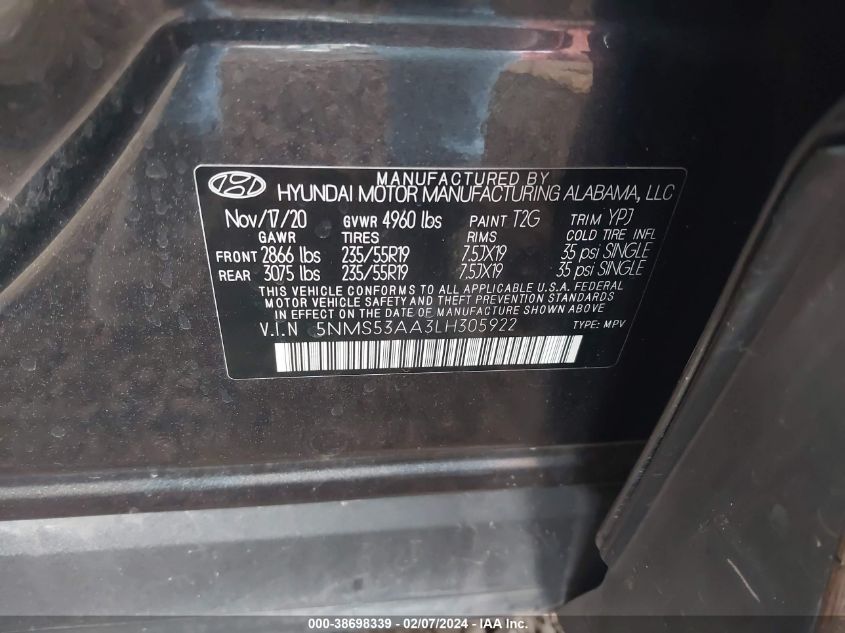 MANUFACTURED BY
HYUNDAI MOTOR MANUFACTURING ALABAMA, LLC
Nov/17/20 GVWR 4960 lbs PAINT T2G TRIM YPJ
GAWR TIRES RIMS COLD TIRE INFL
FRONT 2866 lbs 235/55R19 7.5JX19 35 psi SINGLE
REAR 3075 lbs 235/55R19 7.5JX19 35 psi SINGLE
THIS VEHICLE CONFORMS TO ALL APPLICABLE U.S.A. FEDERAL
MOTOR VEHICLE SAFETY AND THEFT PREVENTION STANDARDS
IN EFFECT ON THE DATE OF MANUFACTURE SHOWN ABOVE.
V.I.N 5NMS53AA3LH305922 TYPE: MPV
000-38698339 - 02/07/2024 - IAA Inc.